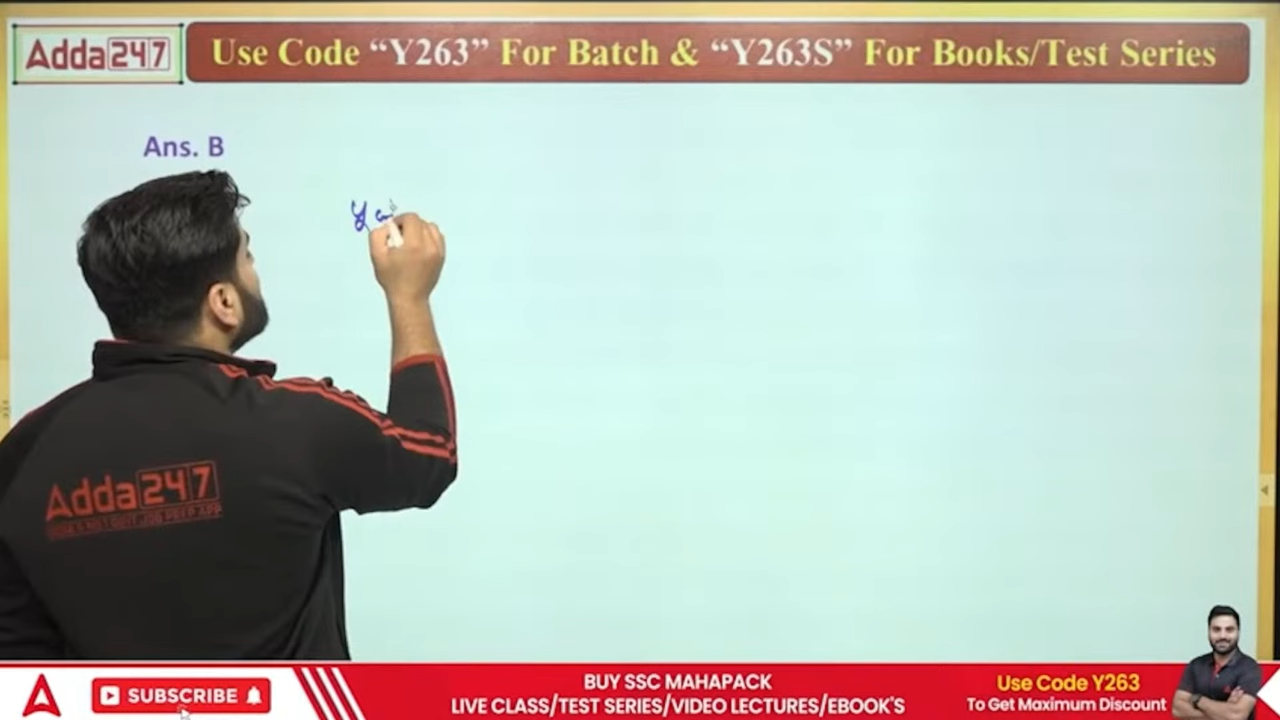 Adda247
Use Code “Y263” For Batch & “Y263S” For Books/Test Series
Ans. B
Ya
Adda247
SUBSCRIBE
BUY SSC MAHAPACK
LIVE CLASS/TEST SERIES/VIDEO LECTURES/EBOOK'S
Use Code Y263
To Get Maximum Discount